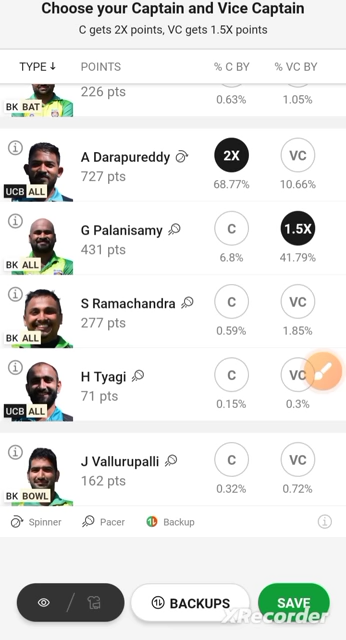 Choose your Captain and Vice Captain
C gets 2X points, VC gets 1.5X points
TYPE↓ POINTS % C BY % VC BY
226 pts
BK BAT 0.63% 1.05%
A Darapureddy 2X VC
727 pts
UCB ALL 68.77% 10.66%
G Palanisamy C 1.5X
431 pts
BK ALL 6.8% 41.79%
S Ramachandra C VC
277 pts
BK ALL 0.59% 1.85%
H Tyagi C VC
71 pts
UCB ALL 0.15% 0.3%
J Vallurupalli C VC
162 pts
BK BOWL 0.32% 0.72%
Spinner Pacer Backup
BACKUPS SAVE
XRecorder